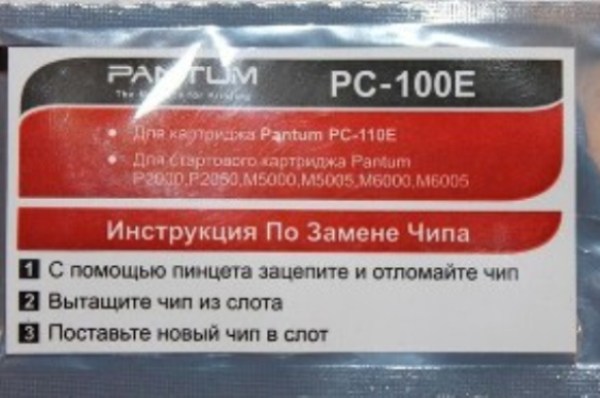 PANTUM
PC-100E
Для картриджа Pantum PC-110E
Для стартового картриджа Pantum
P2000,P2050,M5000,M5005,M6000,M6005
Инструкция По Замене Чипа
1 С помощью пинцета зацепите и отломайте чип
2 Вытащите чип из слота
3 Поставьте новый чип в слот